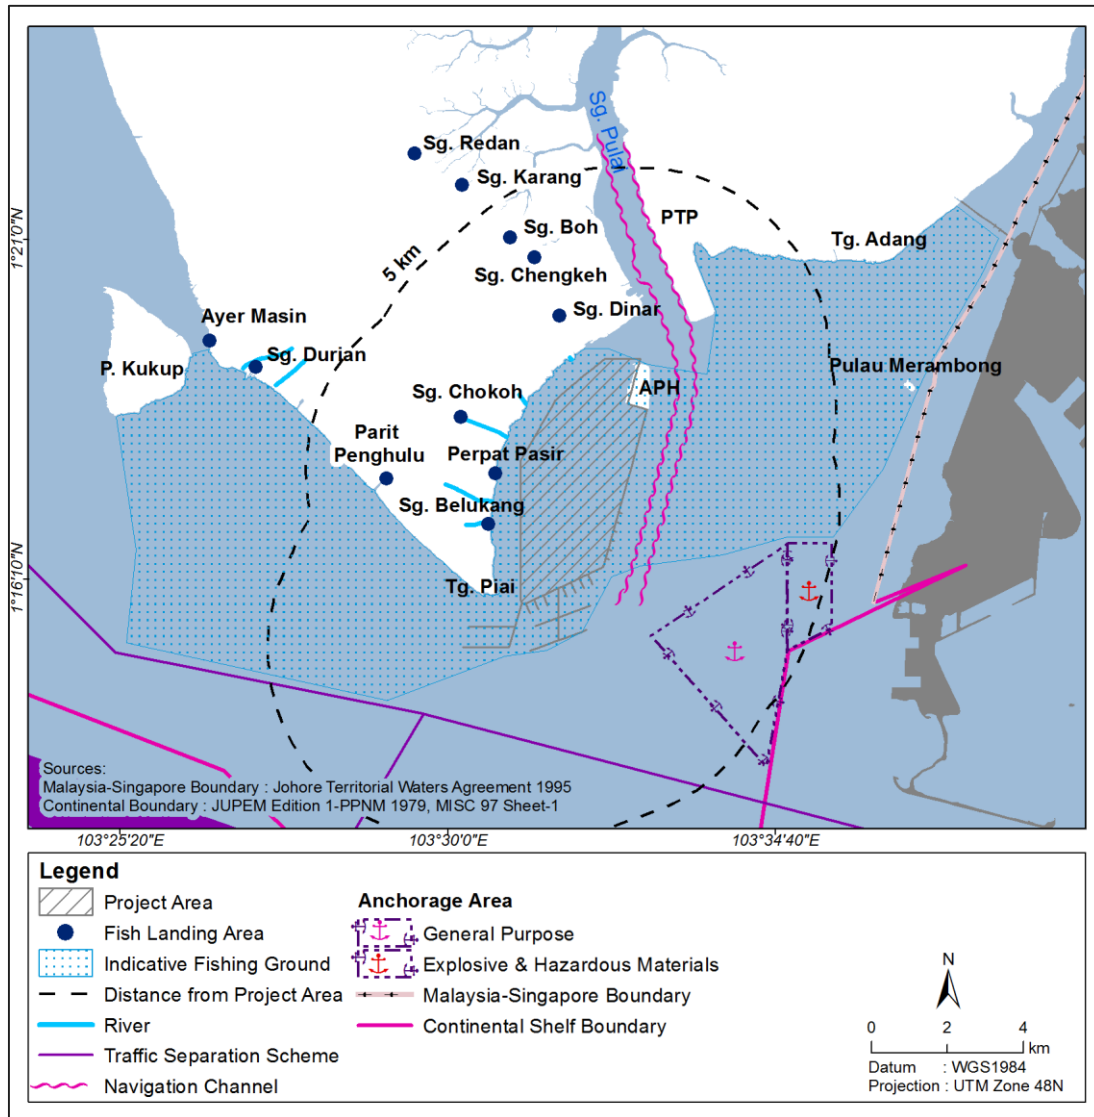 Sg. Pulai
Sg. Redan
Sg. Karang
PTP
Sg. Boh
Tg. Adang
1°21'0"N
5 km
Sg. Chengkeh
Sg. Dinar
Ayer Masin
Sg. Durian
P. Kukup
Pulau Merambong
APH
Sg. Chokoh
Parit
Penghulu
Perpat Pasir
Sg. Belukang
1°16'10"N
Tg. Piai
Sources:
Malaysia-Singapore Boundary : Johore Territorial Waters Agreement 1995
Continental Boundary : JUPEM Edition 1-PPNM 1979, MISC 97 Sheet-1
103°25'20"E
103°30'0"E
103°34'40"E
Legend
Project Area
Fish Landing Area
Indicative Fishing Ground
Distance from Project Area
River
Traffic Separation Scheme
Navigation Channel
Anchorage Area
General Purpose
Explosive & Hazardous Materials
Malaysia-Singapore Boundary
Continental Shelf Boundary
N
0 2 4
km
Datum : WGS1984
Projection : UTM Zone 48N